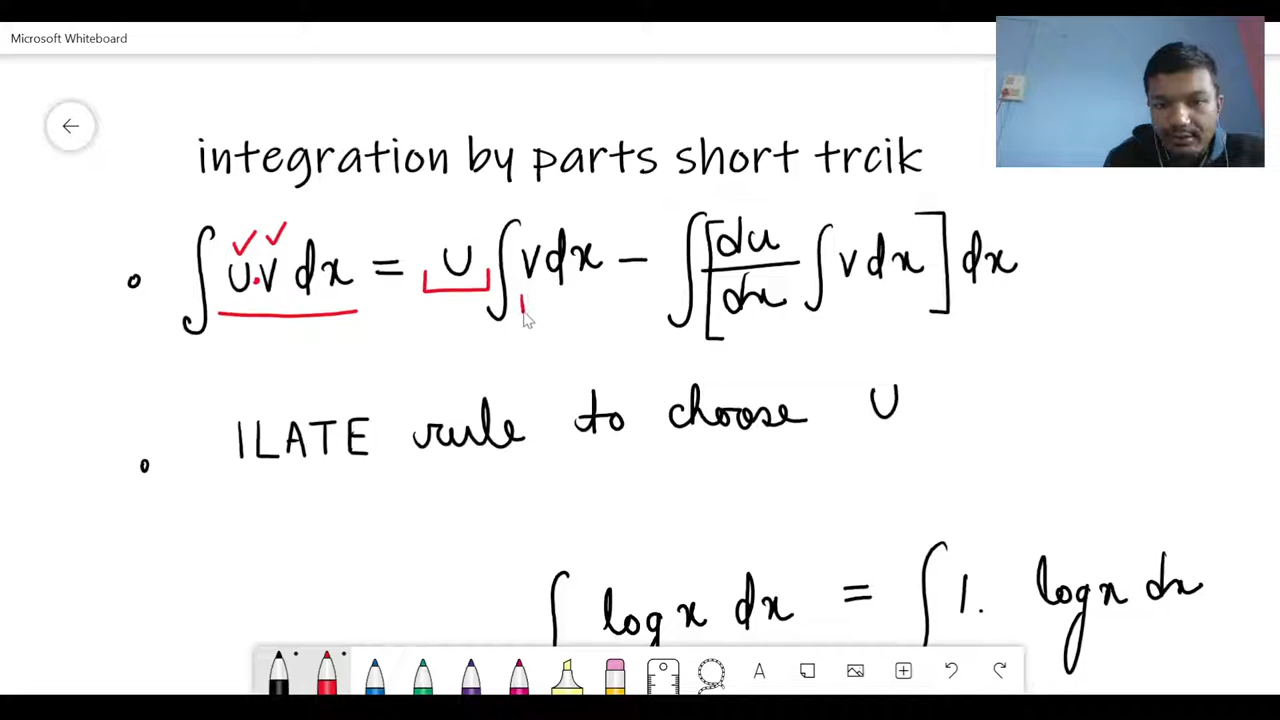 Microsoft Whiteboard
integration by parts short trcik
∫ u.v dx = u ∫ v dx − ∫ [ du/dx ∫ v dx ] dx
ILATE rule to choose U
∫ log x dx = ∫ 1. log x dx
A